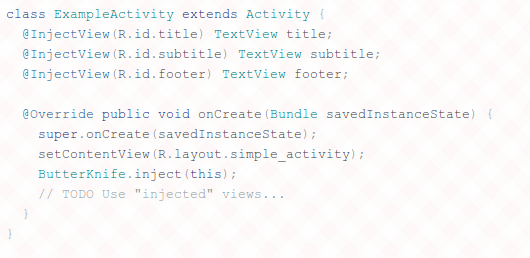 class ExampleActivity extends Activity {
  @InjectView(R.id.title) TextView title;
  @InjectView(R.id.subtitle) TextView subtitle;
  @InjectView(R.id.footer) TextView footer;

  @Override public void onCreate(Bundle savedInstanceState) {
    super.onCreate(savedInstanceState);
    setContentView(R.layout.simple_activity);
    ButterKnife.inject(this);
    // TODO Use "injected" views...
  }
}